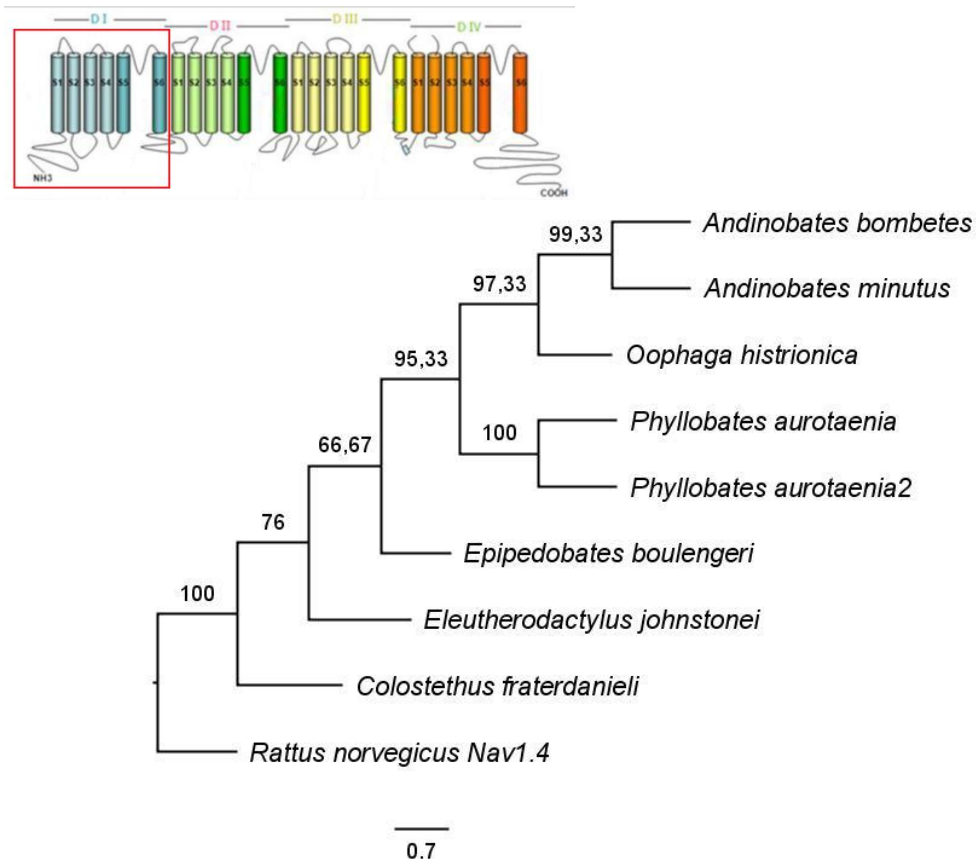 D I
D II
D III
D IV
S1 S2 S3 S4 S5 S6 S1 S2 S3 S4 S5 S6 S1 S2 S3 S4 S5 S6 S1 S2 S3 S4 S5 S6
NH3
COOH
Andinobates bombetes
99,33
Andinobates minutus
97,33
Oophaga histrionica
95,33
Phyllobates aurotaenia
100
66,67
Phyllobates aurotaenia2
76
Epipedobates boulengeri
100
Eleutherodactylus johnstonei
Colostethus fraterdanieli
Rattus norvegicus Nav1.4
0.7